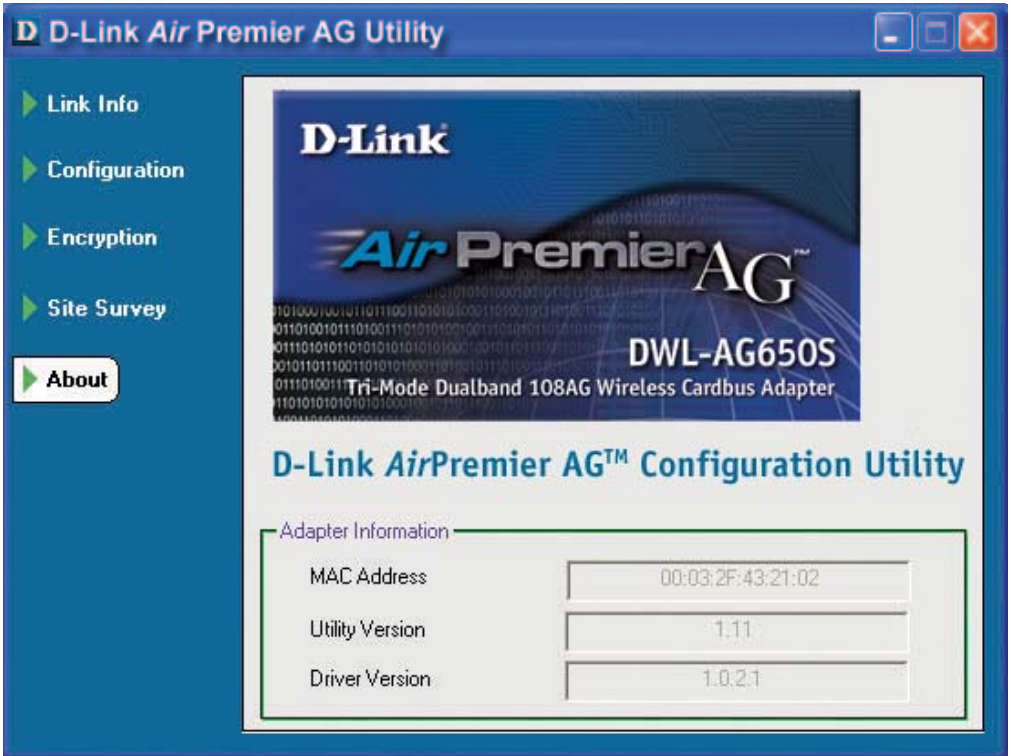 D D-Link Air Premier AG Utility
Link Info
Configuration
Encryption
Site Survey
About
D-Link
Air Premier AG™
DWL-AG650S
Tri-Mode Dualband 108AG Wireless Cardbus Adapter
D-Link AirPremier AG™ Configuration Utility
Adapter Information
MAC Address 00:03:2F:43:21:02
Utility Version 1.11
Driver Version 1.0.2.1